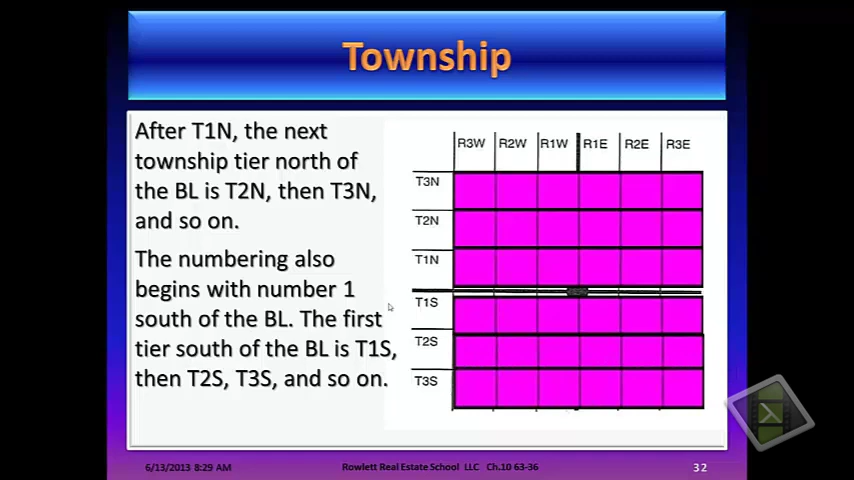 Township
After T1N, the next
township tier north of
the BL is T2N, then T3N,
and so on.
The numbering also
begins with number 1
south of the BL. The first
tier south of the BL is T1S,
then T2S, T3S, and so on.
R3W R2W R1W R1E R2E R3E
T3N
T2N
T1N
T1S
T2S
T3S
6/13/2013 8:29 AM Rowlett Real Estate School LLC Ch.10 63-36 32